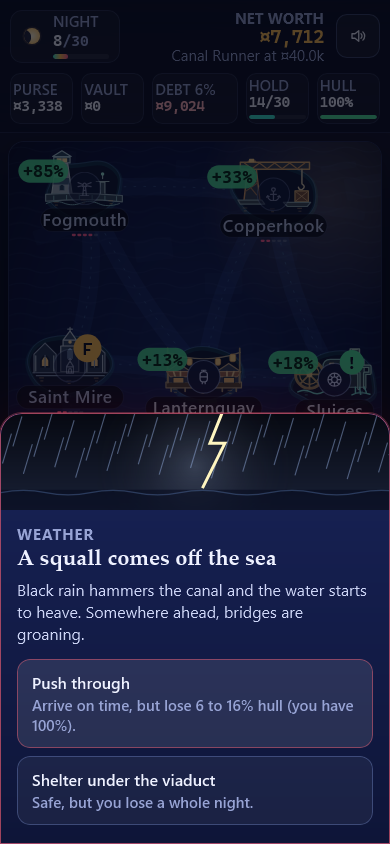 NIGHT
8/30
NET WORTH
¤7,712
Canal Runner at ¤40.0k
PURSE
¤3,338
VAULT
¤0
DEBT 6%
¤9,024
HOLD
14/30
HULL
100%
+85%
Fogmouth
+33%
Copperhook
F
Saint Mire
+13%
Lanternquay
+18%
!
Sluices
WEATHER
A squall comes off the sea
Black rain hammers the canal and the water starts
to heave. Somewhere ahead, bridges are
groaning.
Push through
Arrive on time, but lose 6 to 16% hull (you have
100%).
Shelter under the viaduct
Safe, but you lose a whole night.